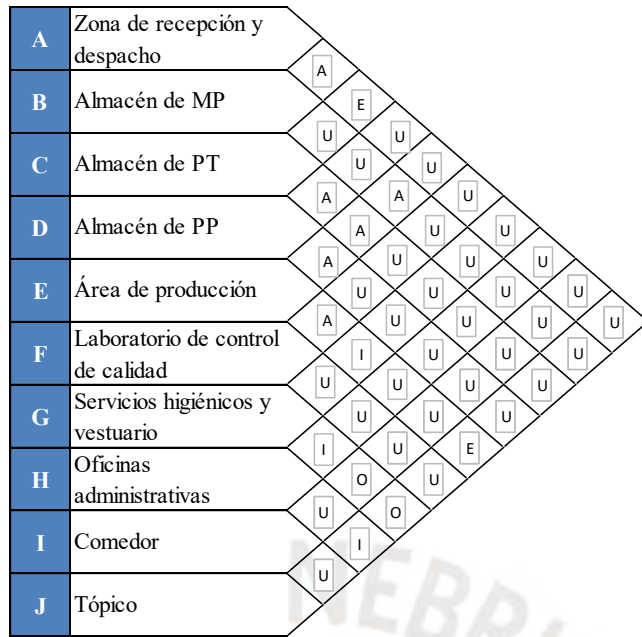 Zona de recepción y
A
despacho
A
B Almacén de MP
E
U U
C Almacén de PT
U U
A A U
D Almacén de PP
A U U
A U U U
E Área de producción
U U U U
A U U U U
F Laboratorio de control
de calidad
I U U U
U U U U
G Servicios higiénicos y
vestuario
U U U
I U E
H Oficinas
administrativas
O U
U O
I Comedor
I
U
J Tópico
NEBR